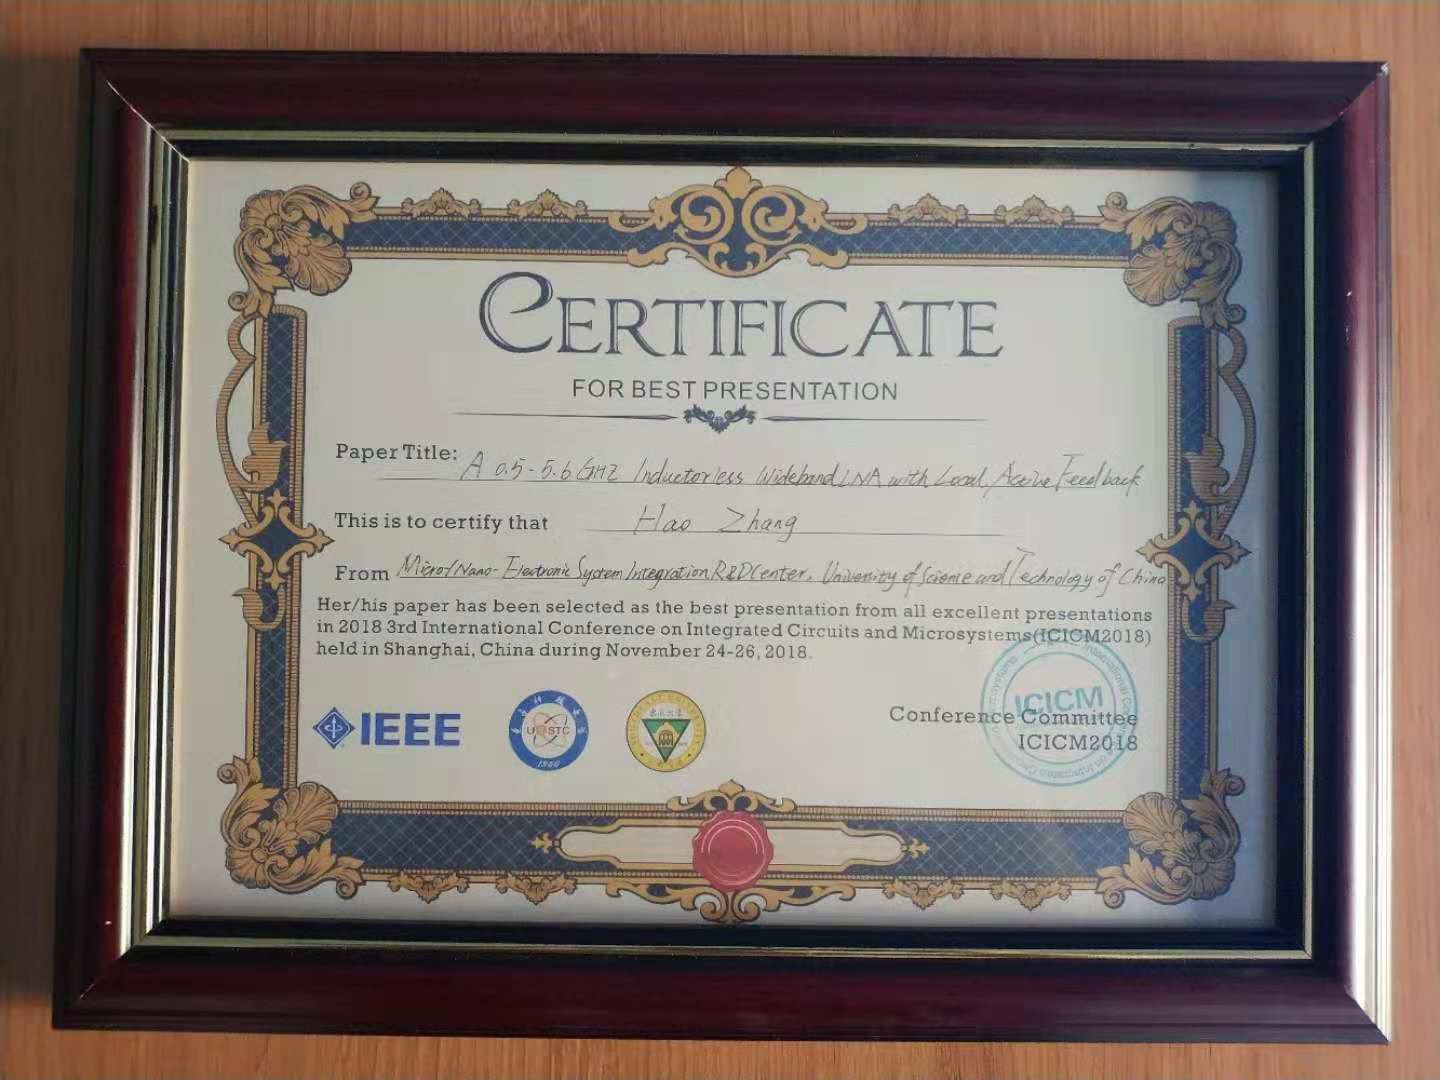 CERTIFICATE
FOR BEST PRESENTATION
Paper Title: A 0.5-5.6 GHz Inductorless Wideband LNA with Local Active Feedback
This is to certify that Hao Zhang
From Micro-/Nano-Electronic System Integration R&D Center, University of Science and Technology of China
Her/his paper has been selected as the best presentation from all excellent presentations
in 2018 3rd International Conference on Integrated Circuits and Microsystems(ICICM2018)
held in Shanghai, China during November 24-26, 2018.
IEEE
UESTC
1956
ICICM
Conference Committee
ICICM2018